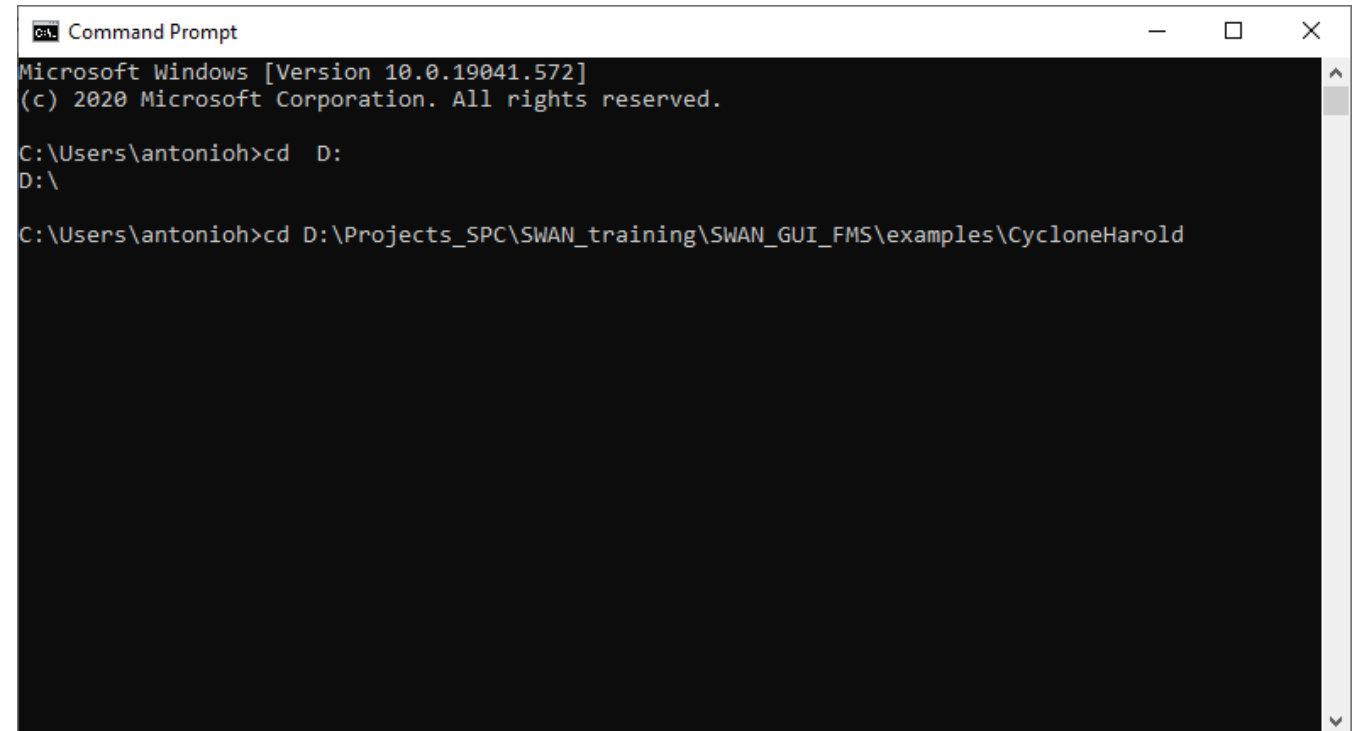 Command Prompt
Microsoft Windows [Version 10.0.19041.572]
(c) 2020 Microsoft Corporation. All rights reserved.
C:\Users\antonioh>cd  D:
D:\
C:\Users\antonioh>cd D:\Projects_SPC\SWAN_training\SWAN_GUI_FMS\examples\CycloneHarold